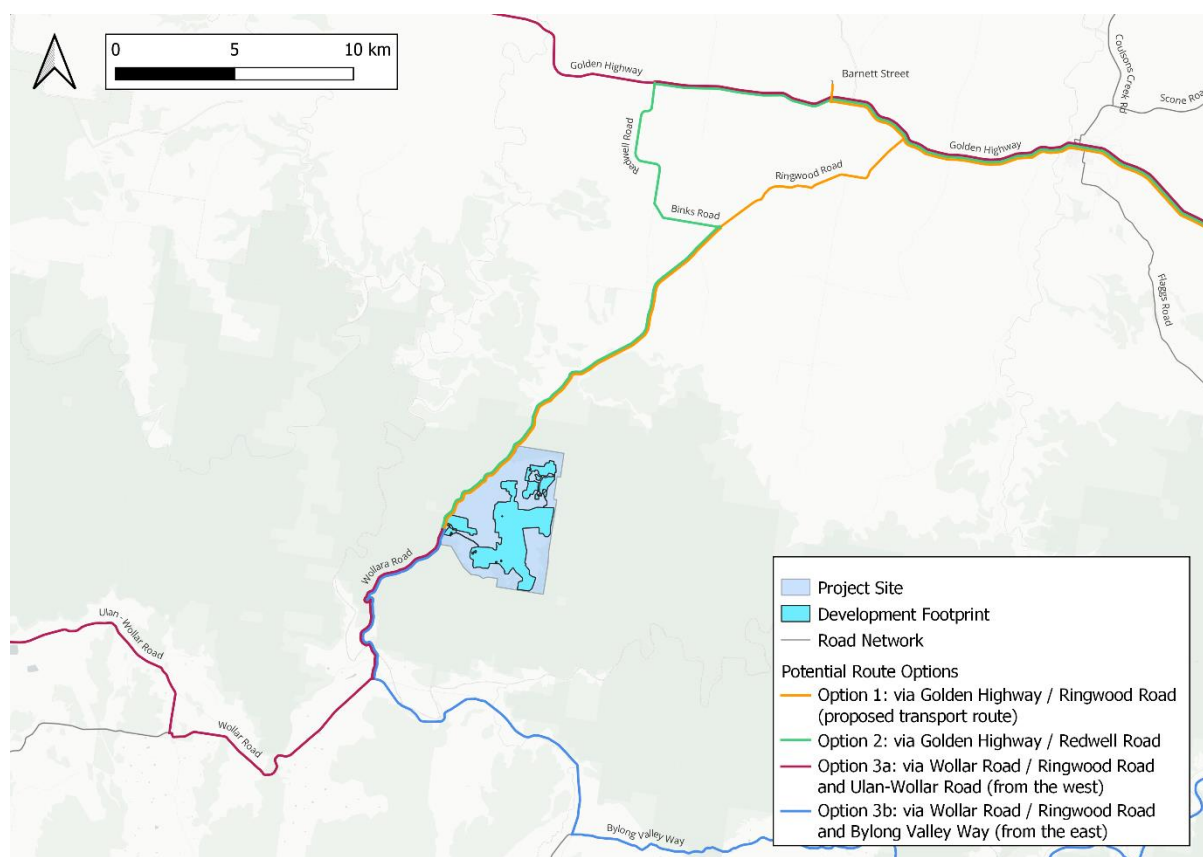 0 5 10 km
Golden Highway
Barnett Street
Coulsons Creek Rd
Scone Roa
Redwell Road
Golden Highway
Ringwood Road
Binks Road
Flaggs Road
Wollara Road
Ulan - Wollar Road
Wollar Road
Bylong Valley Way
Project Site
Development Footprint
Road Network
Potential Route Options
Option 1: via Golden Highway / Ringwood Road
(proposed transport route)
Option 2: via Golden Highway / Redwell Road
Option 3a: via Wollar Road / Ringwood Road
and Ulan-Wollar Road (from the west)
Option 3b: via Wollar Road / Ringwood Road
and Bylong Valley Way (from the east)